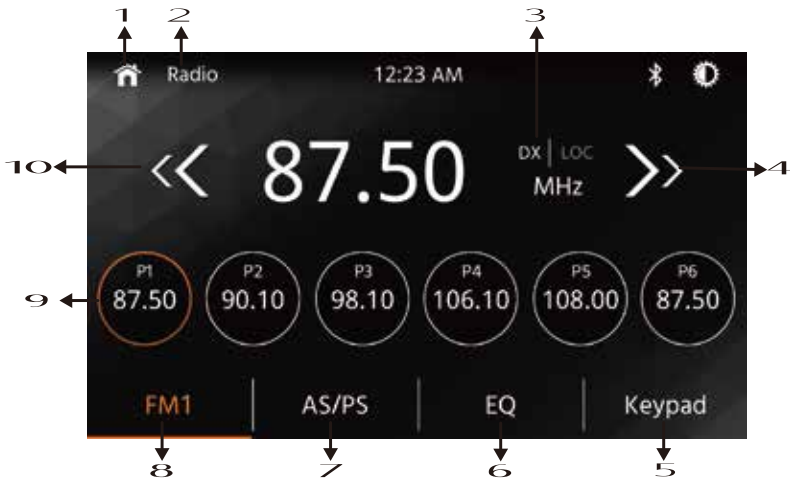 1 2 3
Radio 12:23 AM
10 87.50 DX | LOC 4
MHz
P1 P2 P3 P4 P5 P6
9 87.50 90.10 98.10 106.10 108.00 87.50
FM1 AS/PS EQ Keypad
8 7 6 5